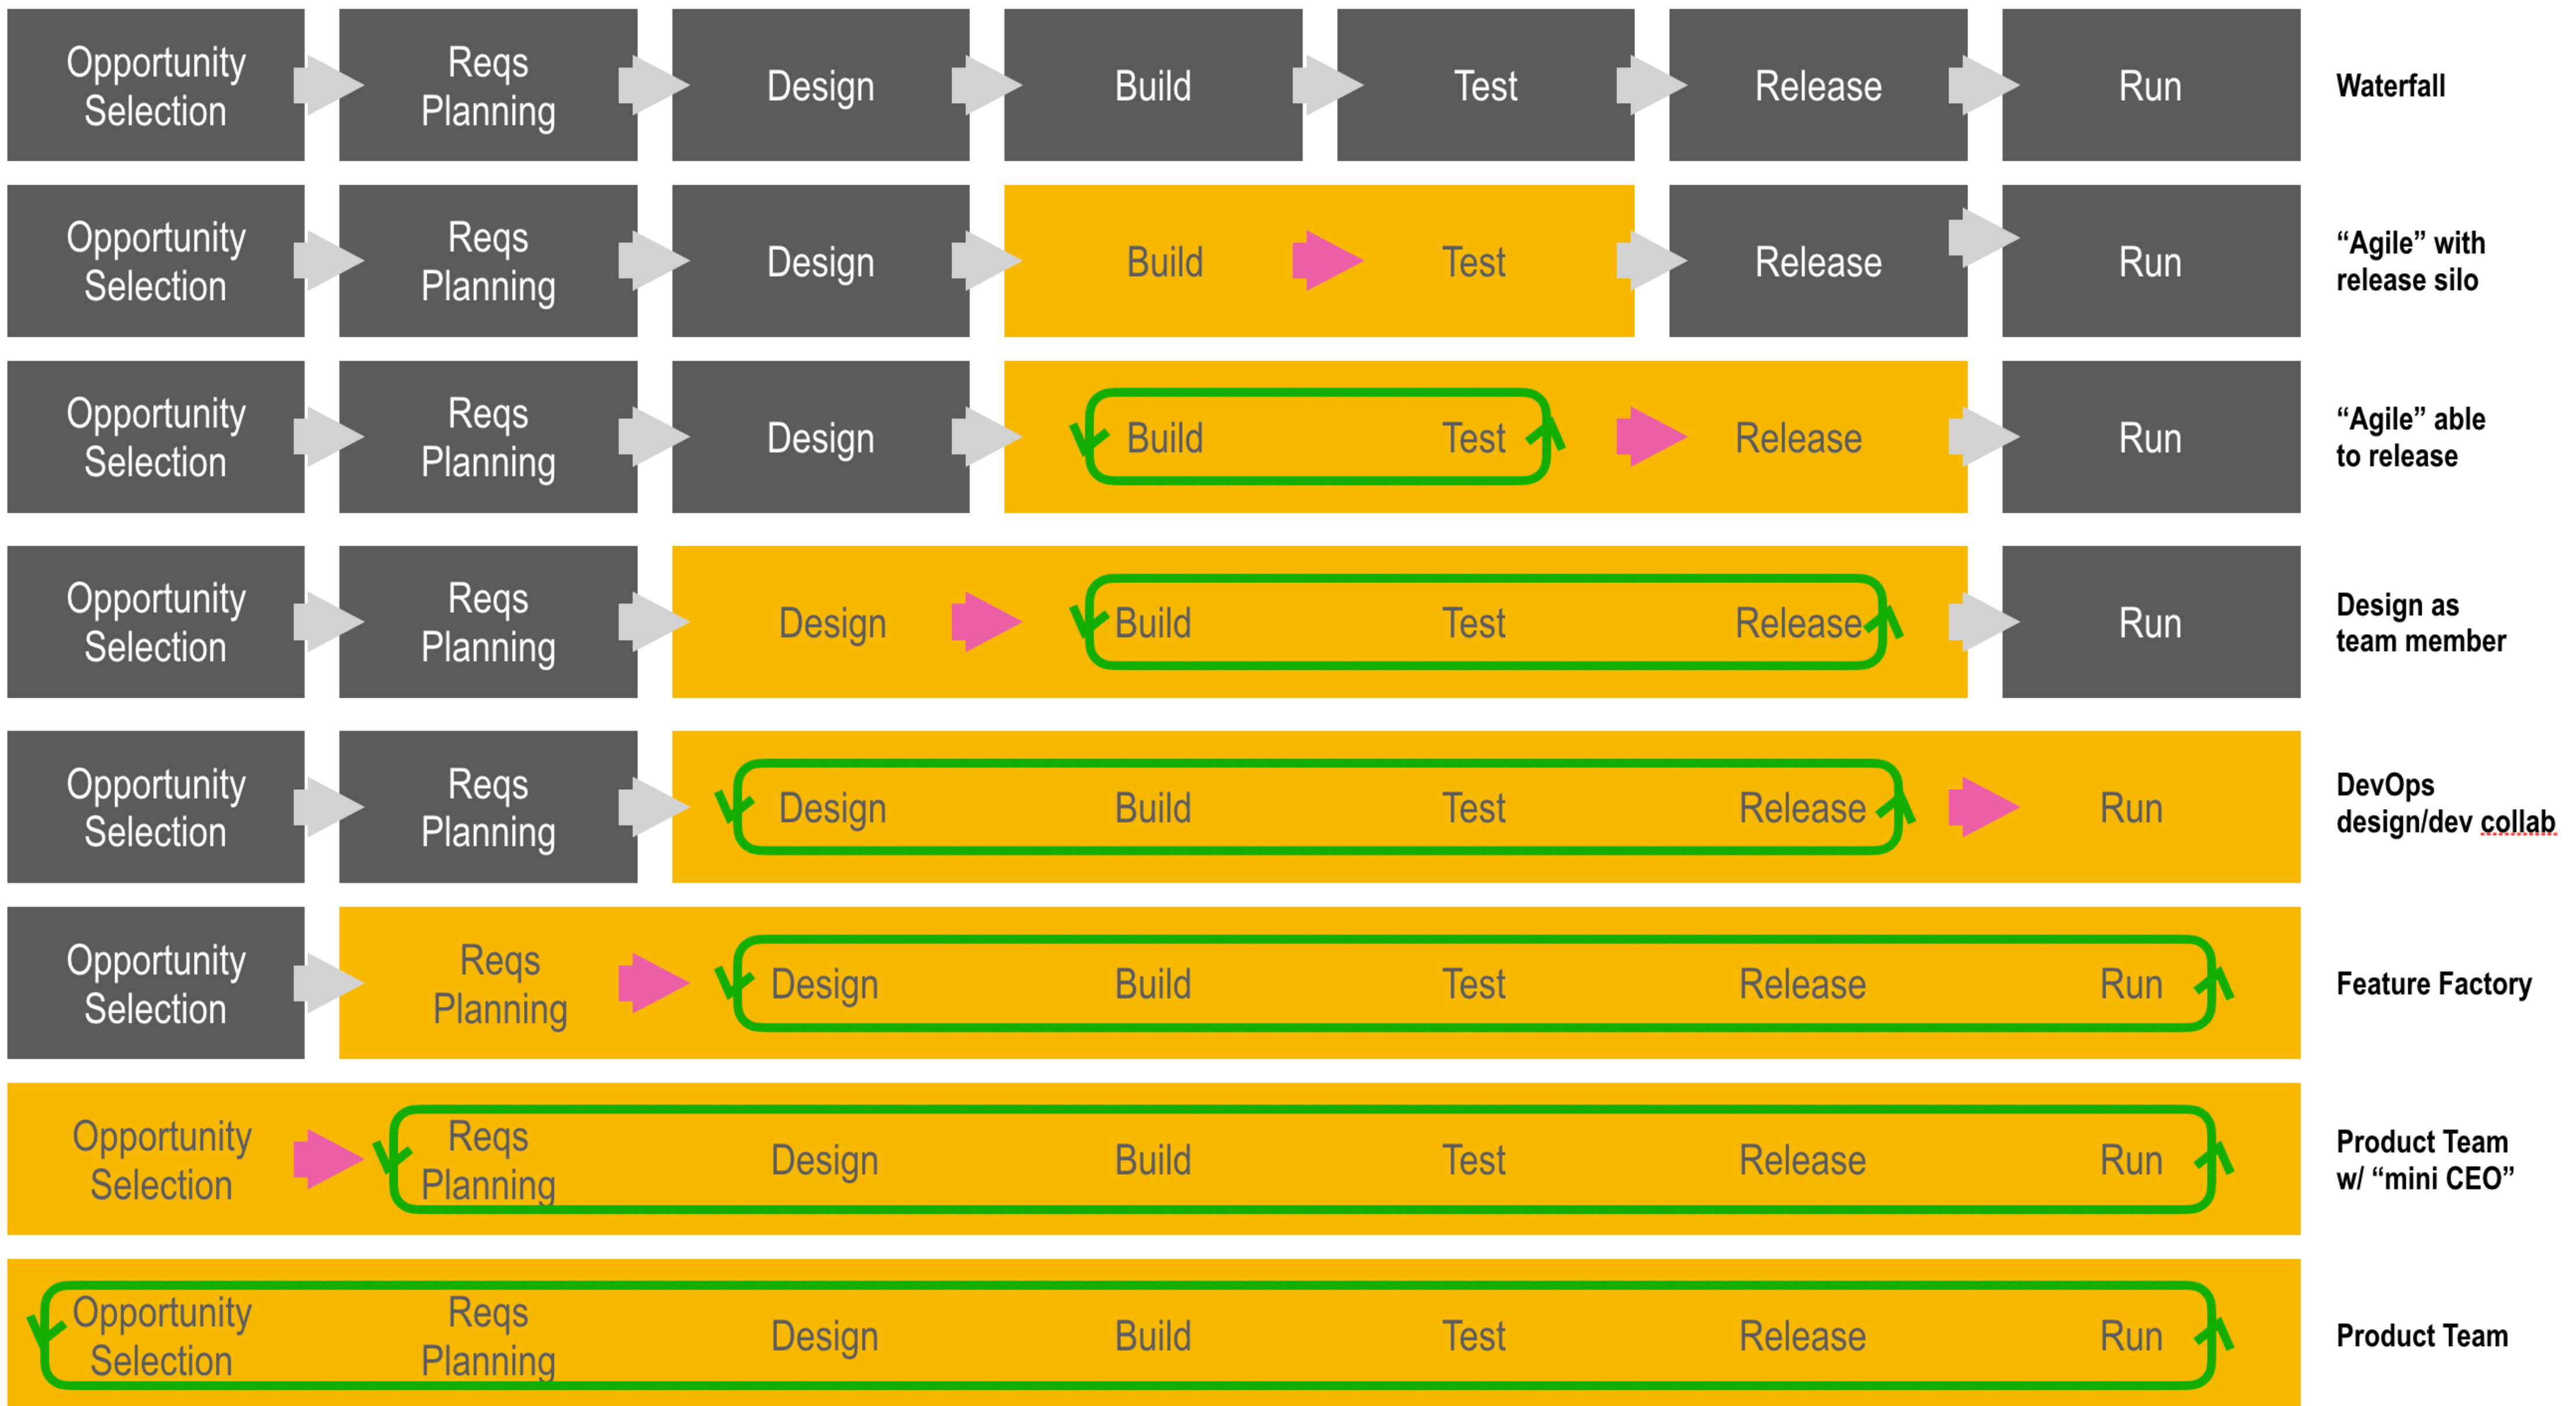 Opportunity
Selection
Reqs
Planning
Design
Build
Test
Release
Run
Waterfall
Opportunity
Selection
Reqs
Planning
Design
Build
Test
Release
Run
“Agile” with
release silo
Opportunity
Selection
Reqs
Planning
Design
Build
Test
Release
Run
“Agile” able
to release
Opportunity
Selection
Reqs
Planning
Design
Build
Test
Release
Run
Design as
team member
Opportunity
Selection
Reqs
Planning
Design
Build
Test
Release
Run
DevOps
design/dev collab
Opportunity
Selection
Reqs
Planning
Design
Build
Test
Release
Run
Feature Factory
Opportunity
Selection
Reqs
Planning
Design
Build
Test
Release
Run
Product Team
w/ “mini CEO”
Opportunity
Selection
Reqs
Planning
Design
Build
Test
Release
Run
Product Team